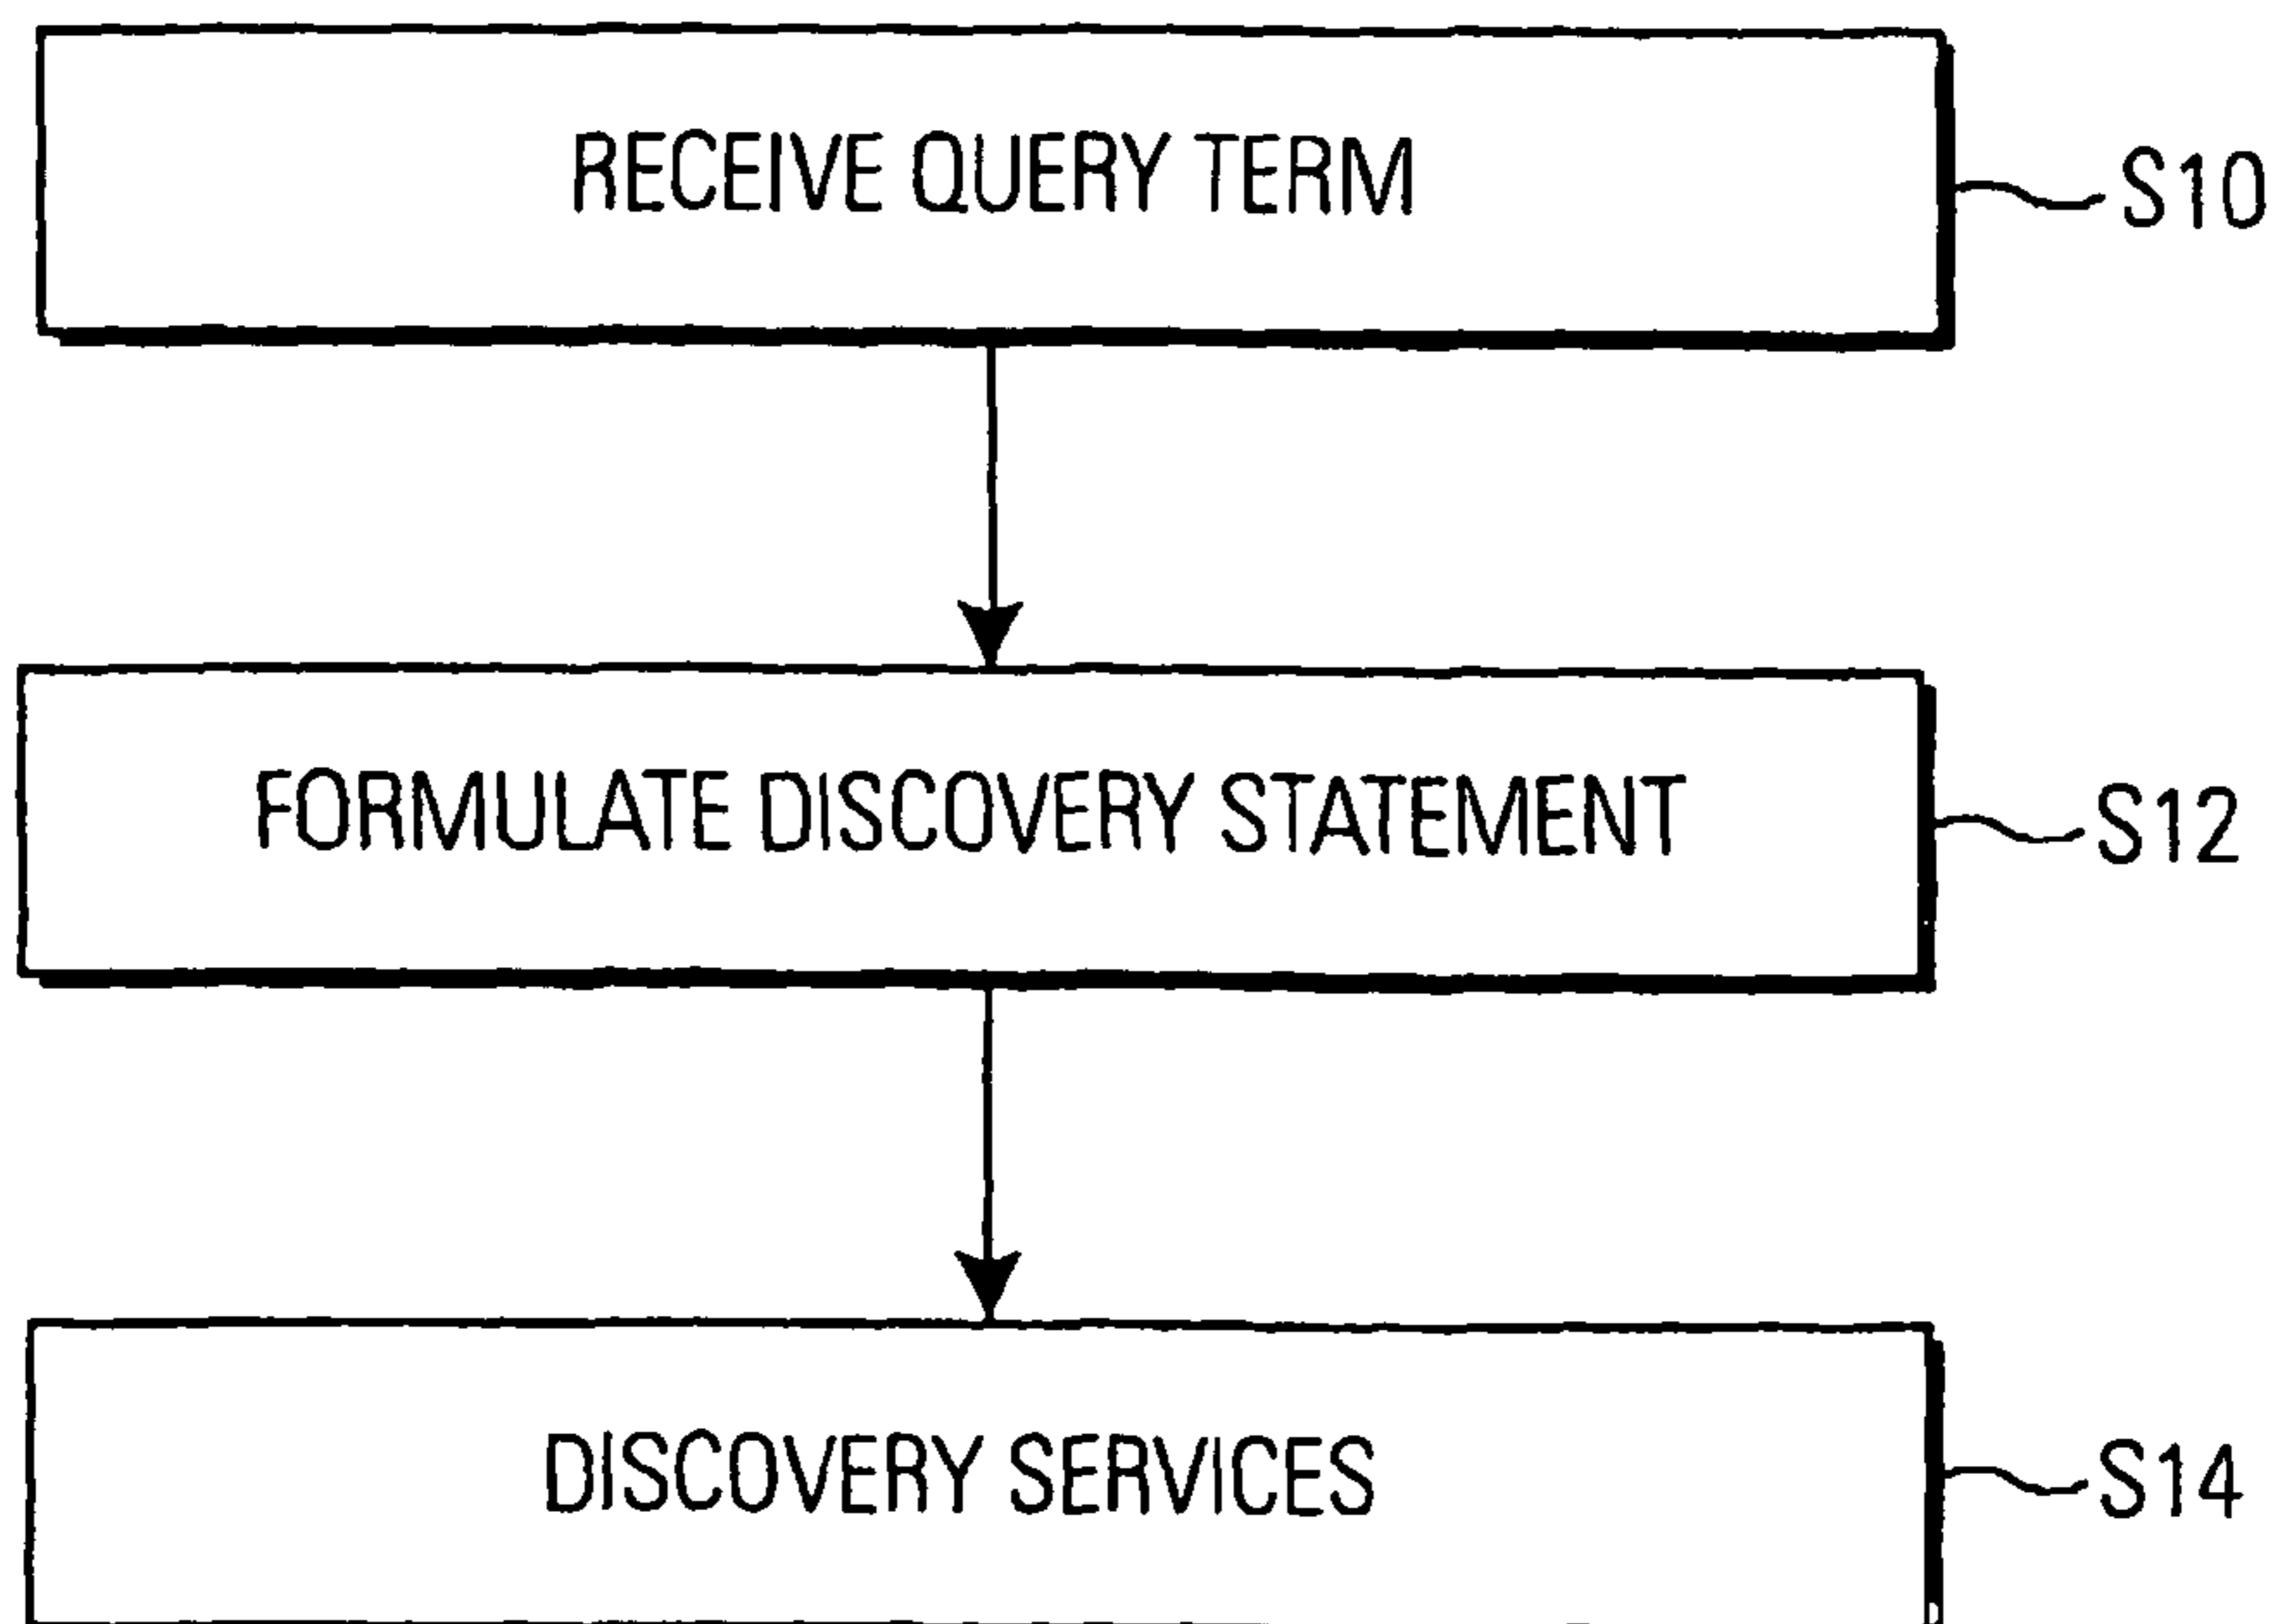 RECEIVE QUERY TERM
S10
FORMULATE DISCOVERY STATEMENT
S12
DISCOVERY SERVICES
S14